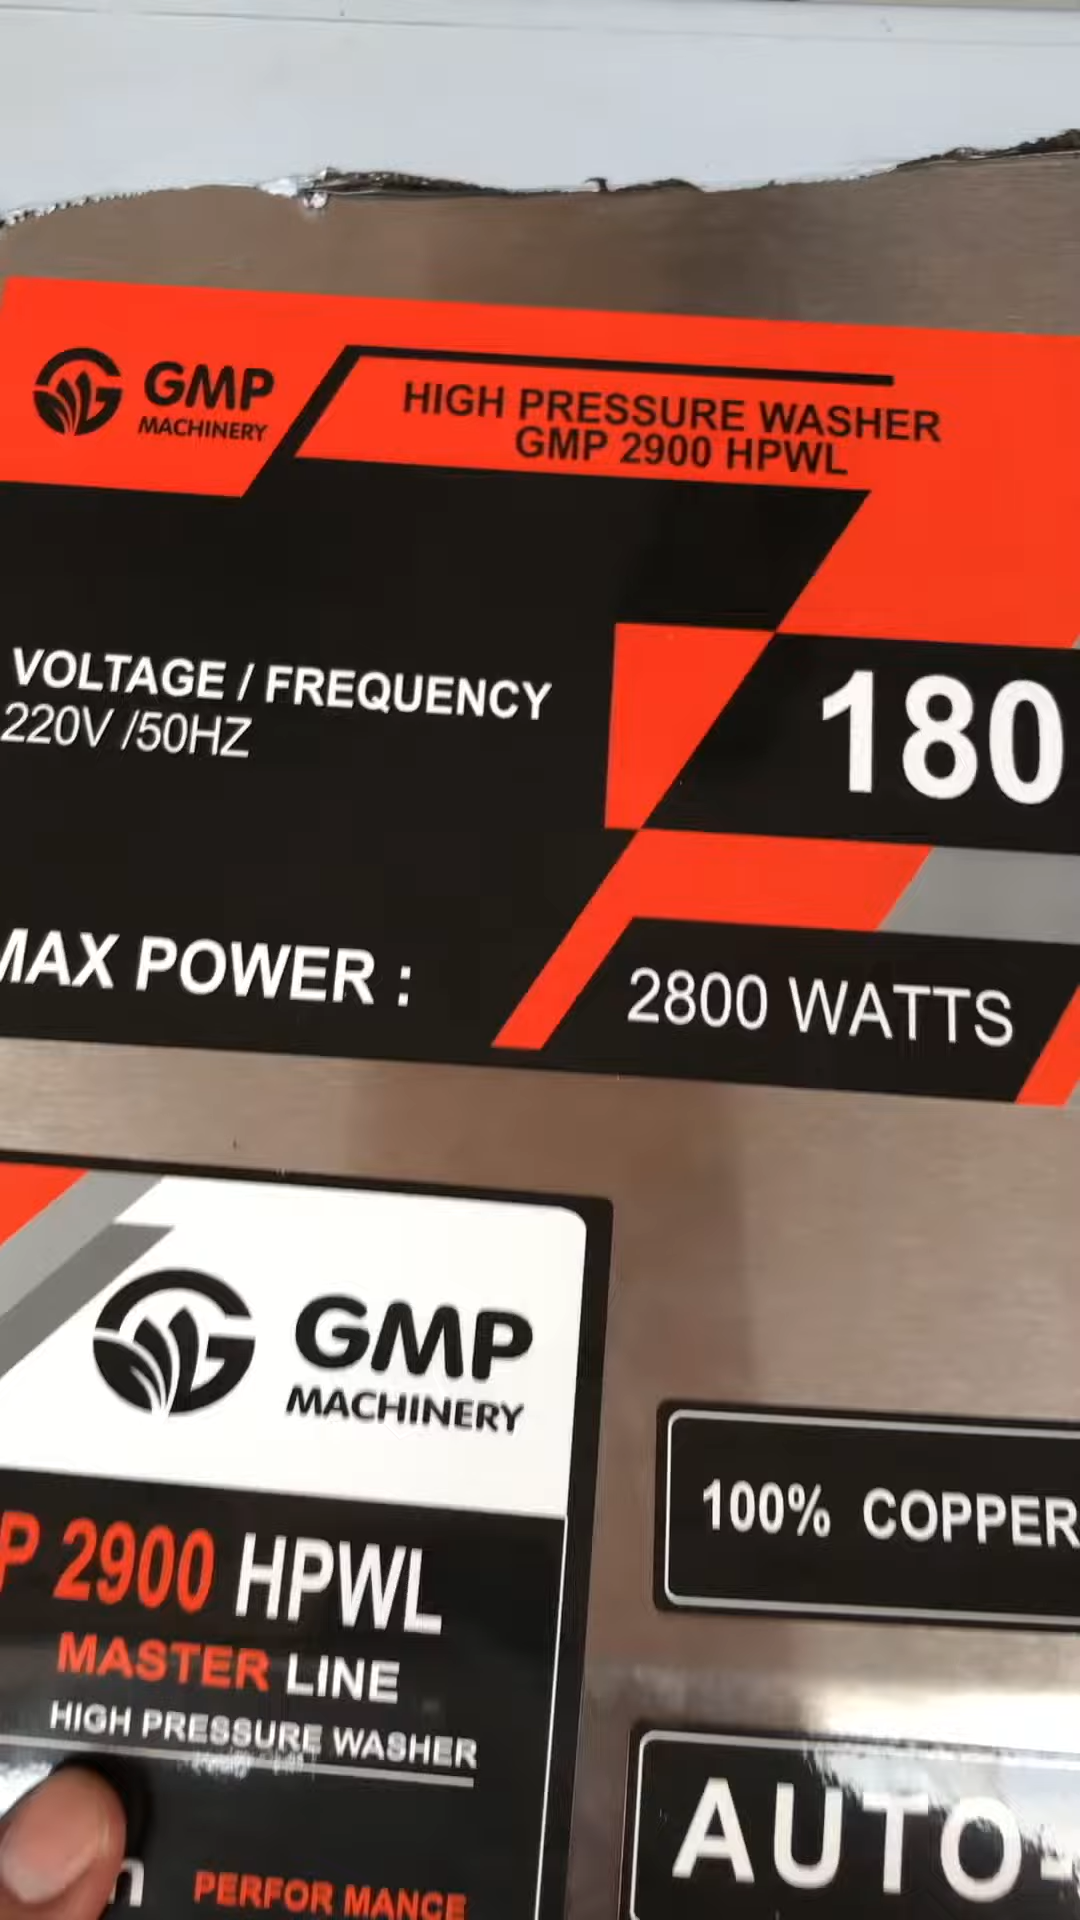 GMP
MACHINERY
HIGH PRESSURE WASHER
GMP 2900 HPWL
VOLTAGE / FREQUENCY
220V /50HZ
180
MAX POWER :
2800 WATTS
GMP
MACHINERY
P 2900 HPWL
MASTER LINE
HIGH PRESSURE WASHER
100% COPPER
AUTO-
PERFOR MANCE